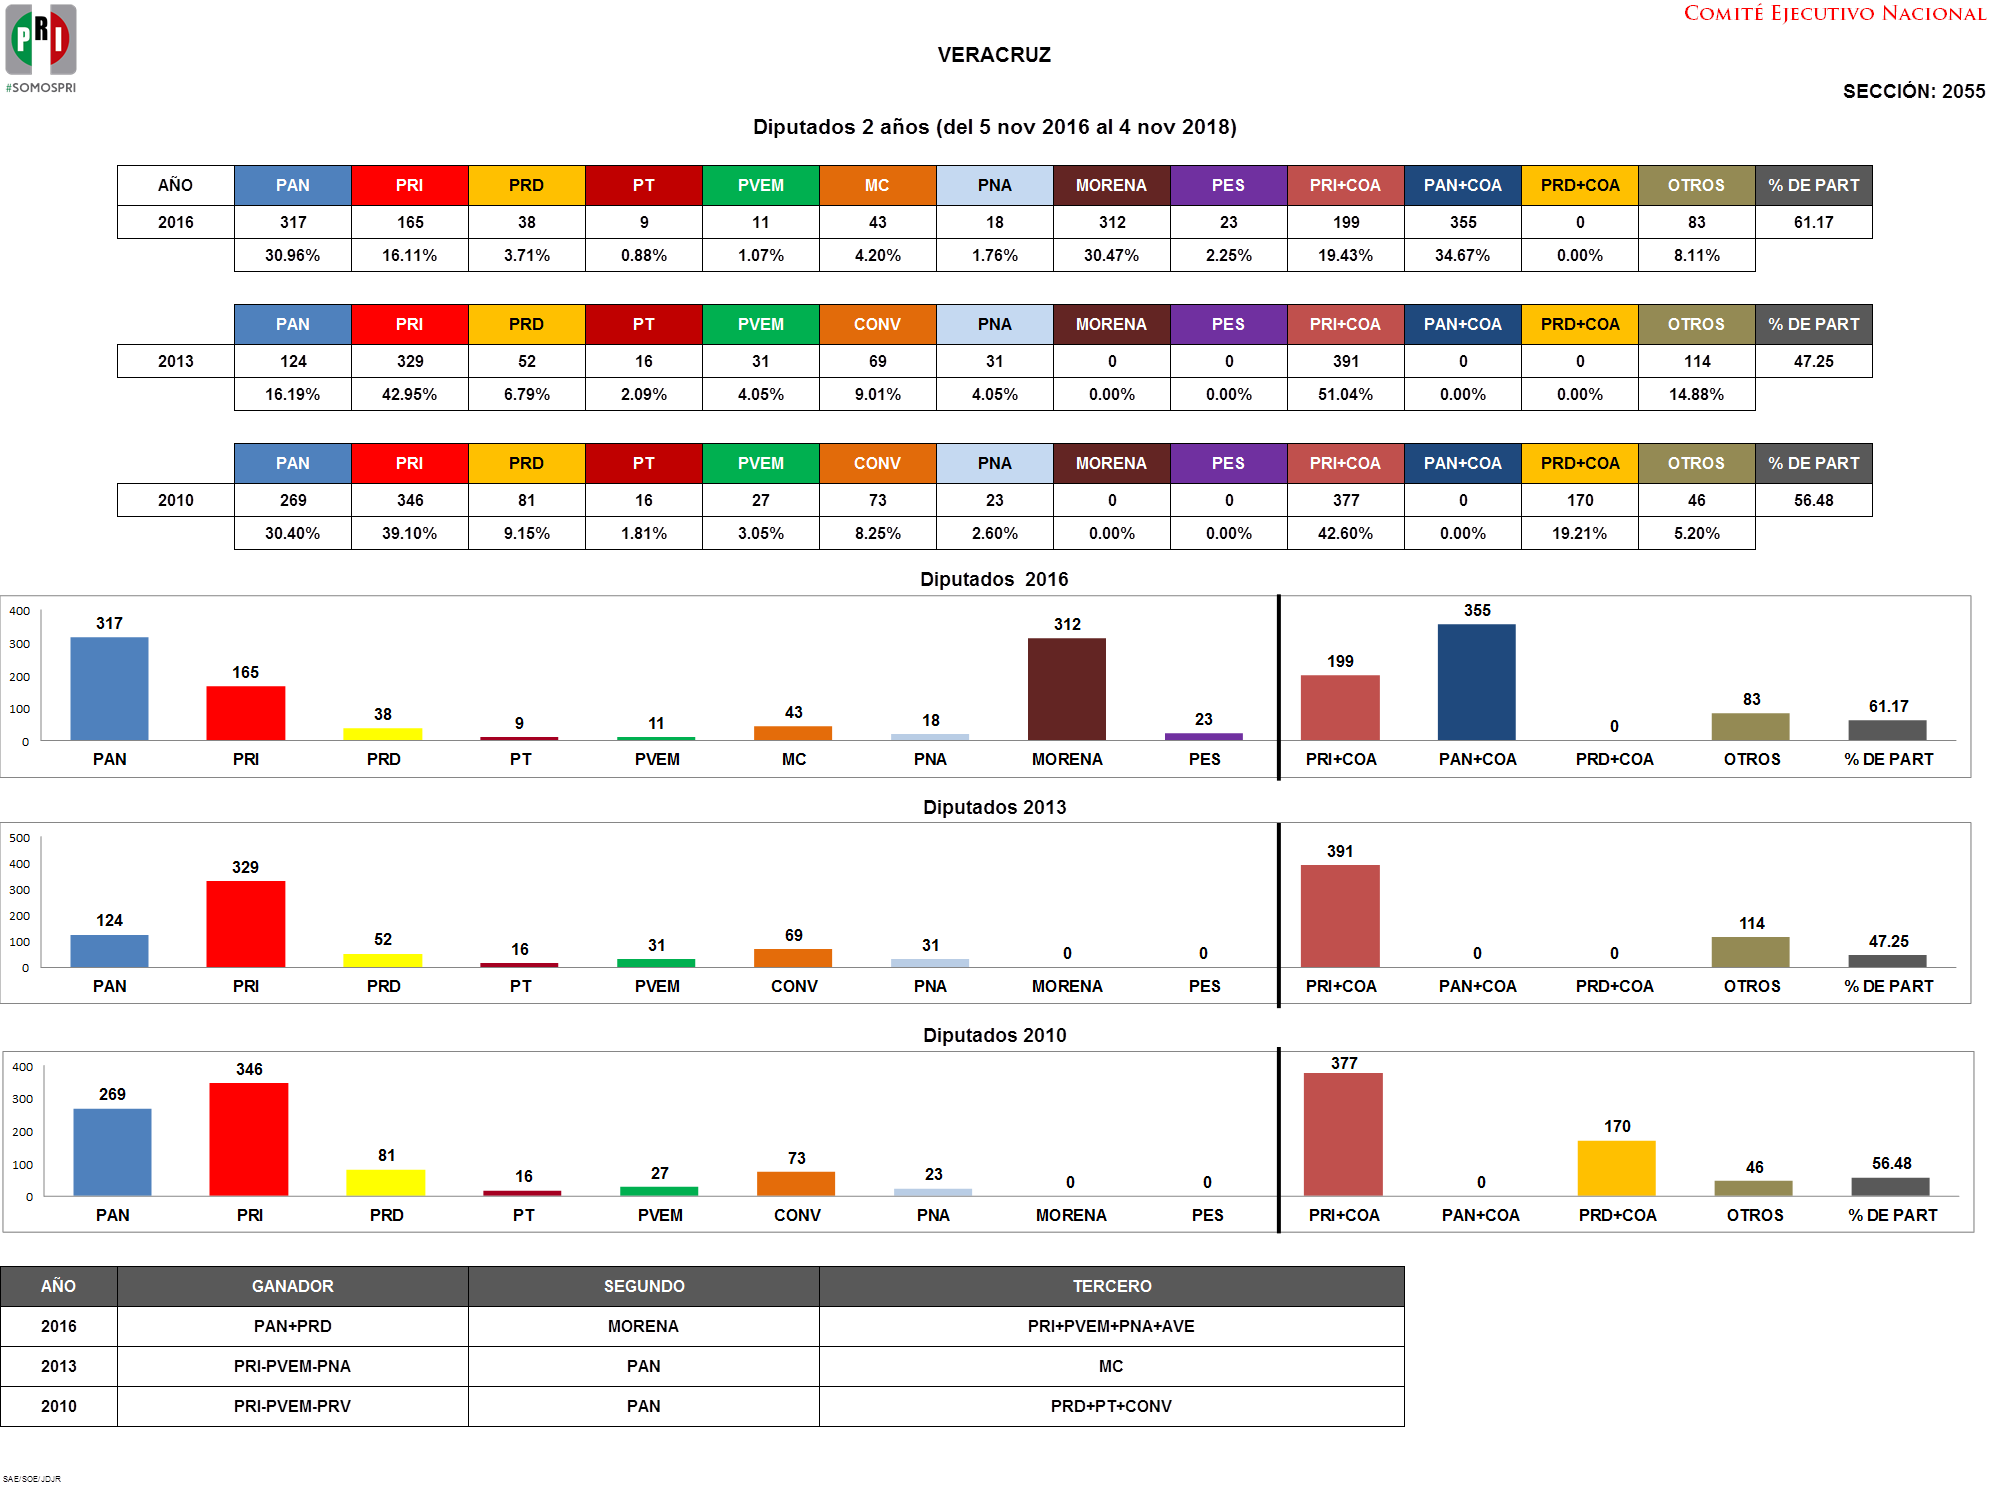 PRI
#SOMOSPRI
COMITÉ EJECUTIVO NACIONAL
VERACRUZ
SECCIÓN: 2055
Diputados 2 años (del 5 nov 2016 al 4 nov 2018)
AÑO PAN PRI PRD PT PVEM MC PNA MORENA PES PRI+COA PAN+COA PRD+COA OTROS % DE PART
2016 317 165 38 9 11 43 18 312 23 199 355 0 83 61.17
30.96% 16.11% 3.71% 0.88% 1.07% 4.20% 1.76% 30.47% 2.25% 19.43% 34.67% 0.00% 8.11%
PAN PRI PRD PT PVEM CONV PNA MORENA PES PRI+COA PAN+COA PRD+COA OTROS % DE PART
2013 124 329 52 16 31 69 31 0 0 391 0 0 114 47.25
16.19% 42.95% 6.79% 2.09% 4.05% 9.01% 4.05% 0.00% 0.00% 51.04% 0.00% 0.00% 14.88%
PAN PRI PRD PT PVEM CONV PNA MORENA PES PRI+COA PAN+COA PRD+COA OTROS % DE PART
2010 269 346 81 16 27 73 23 0 0 377 0 170 46 56.48
30.40% 39.10% 9.15% 1.81% 3.05% 8.25% 2.60% 0.00% 0.00% 42.60% 0.00% 19.21% 5.20%
Diputados 2016
400
300
200
100
0
317 165 38 9 11 43 18 312 23 199 355 0 83 61.17
PAN PRI PRD PT PVEM MC PNA MORENA PES PRI+COA PAN+COA PRD+COA OTROS % DE PART
Diputados 2013
500
400
300
200
100
0
124 329 52 16 31 69 31 0 0 391 0 0 114 47.25
PAN PRI PRD PT PVEM CONV PNA MORENA PES PRI+COA PAN+COA PRD+COA OTROS % DE PART
Diputados 2010
400
300
200
100
0
269 346 81 16 27 73 23 0 0 377 0 170 46 56.48
PAN PRI PRD PT PVEM CONV PNA MORENA PES PRI+COA PAN+COA PRD+COA OTROS % DE PART
AÑO GANADOR SEGUNDO TERCERO
2016 PAN+PRD MORENA PRI+PVEM+PNA+AVE
2013 PRI-PVEM-PNA PAN MC
2010 PRI-PVEM-PRV PAN PRD+PT+CONV
SAE/SOE/JDJR